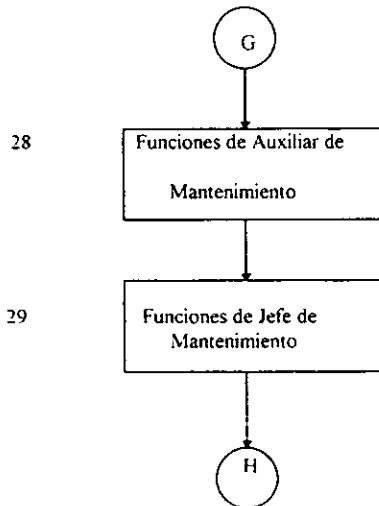 G
28
Funciones de Auxiliar de
Mantenimiento
29
Funciones de Jefe de
Mantenimiento
H